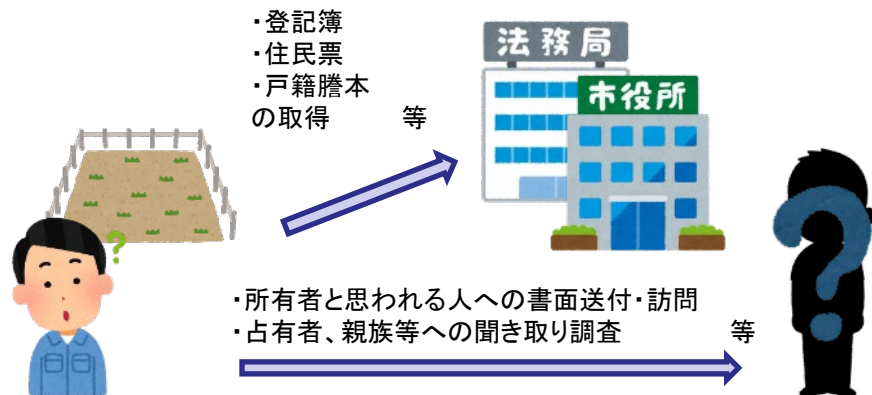 ・登記簿
・住民票
・戸籍謄本
の取得　　　等
法務局
市役所
?
・所有者と思われる人への書面送付・訪問
・占有者、親族等への聞き取り調査　　　　等
?